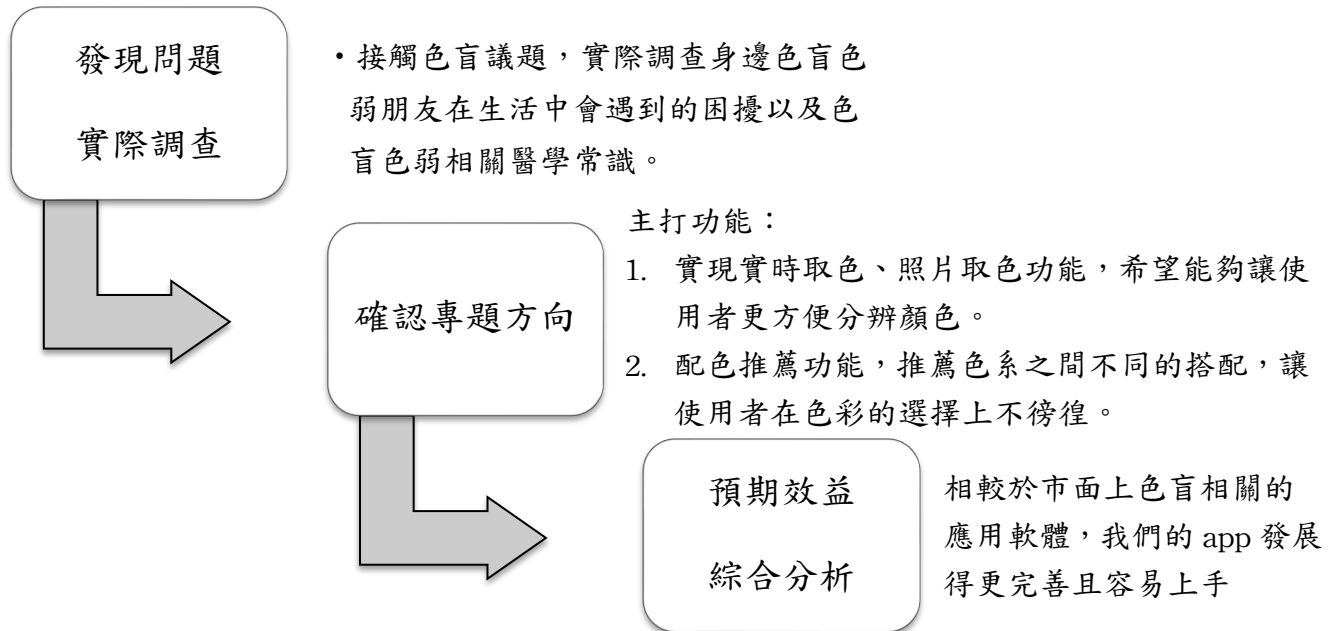 發現問題
實際調查
・接觸色盲議題，實際調查身邊色盲色
弱朋友在生活中會遇到的困擾以及色
盲色弱相關醫學常識。
確認專題方向
主打功能：
1. 實現實時取色、照片取色功能，希望能夠讓使
用者更方便分辨顏色。
2. 配色推薦功能，推薦色系之間不同的搭配，讓
使用者在色彩的選擇上不徬徨。
預期效益
綜合分析
相較於市面上色盲相關的
應用軟體，我們的 app 發展
得更完善且容易上手